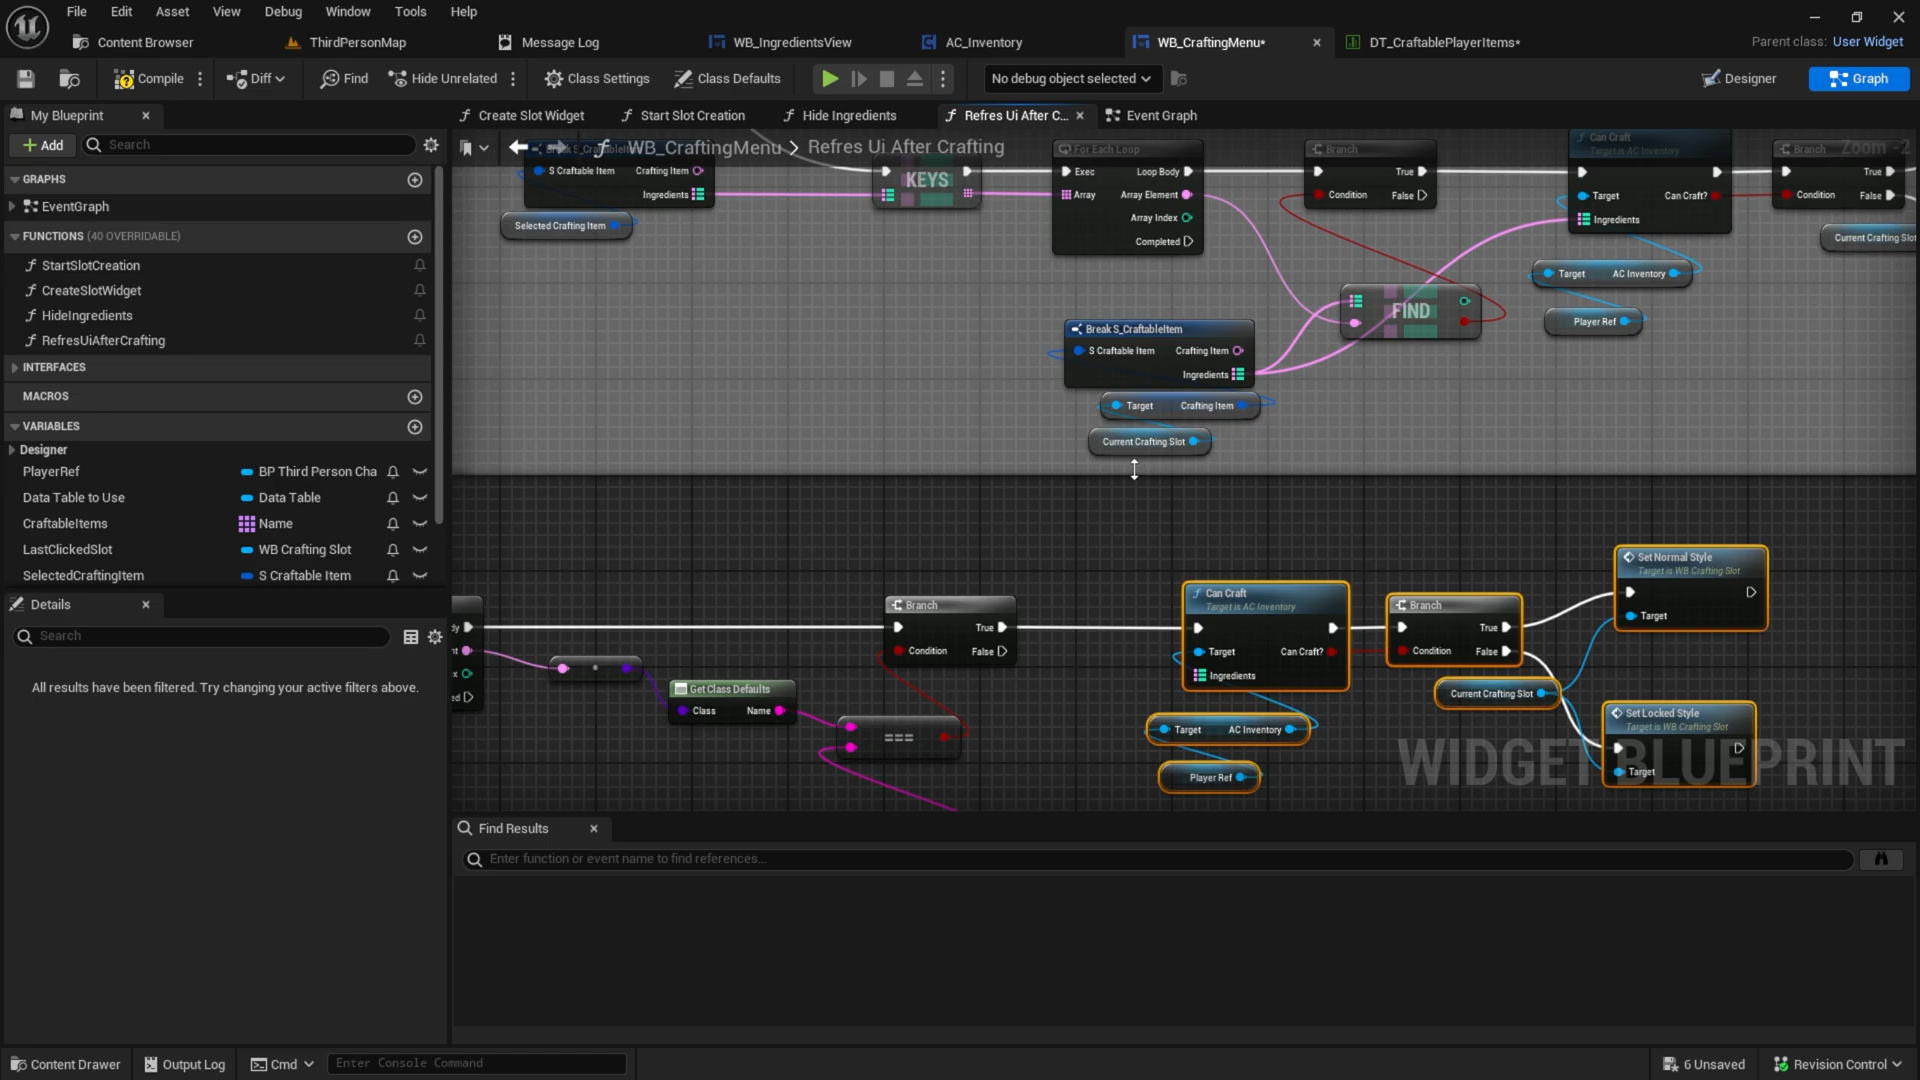 File Edit Asset View Debug Window Tools Help
Content Browser ThirdPersonMap Message Log WB_IngredientsView AC_Inventory WB_CraftingMenu* DT_CraftablePlayerItems* Parent class: User Widget
Compile Diff Find Hide Unrelated Class Settings Class Defaults No debug object selected Designer Graph
My Blueprint Create Slot Widget Start Slot Creation Hide Ingredients Refres Ui After C... Event Graph
Add Search WB_CraftingMenu > Refres Ui After Crafting Zoom -2
For Each Loop Branch Can Craft Target is AC Inventory Branch
S Craftable Item Crafting Item KEYS Exec Loop Body True True
Ingredients Array Array Element Condition False Target Can Craft? Condition False
Array Index Ingredients
Selected Crafting Item Completed Current Crafting Slot
Target AC Inventory
FIND
Player Ref
Break S_CraftableItem
S Craftable Item Crafting Item
Ingredients
Target Crafting Item
Current Crafting Slot
GRAPHS
EventGraph
FUNCTIONS (40 OVERRIDABLE)
StartSlotCreation
CreateSlotWidget
HideIngredients
RefresUiAfterCrafting
INTERFACES
MACROS
VARIABLES
Designer
PlayerRef BP Third Person Cha
Data Table to Use Data Table
CraftableItems Name
LastClickedSlot WB Crafting Slot
SelectedCraftingItem S Craftable Item
Details
Search
All results have been filtered. Try changing your active filters above.
Set Normal Style
Target is WB Crafting Slot
Target
Branch Can Craft Target is AC Inventory Branch
True True
Condition False Target Can Craft? Condition False
Ingredients
Get Class Defaults Current Crafting Slot
Class Name Set Locked Style
Target is WB Crafting Slot
=== Target AC Inventory
WIDGET BLUEPRINT
Player Ref Target
Find Results
Enter function or event name to find references...
Content Drawer Output Log Cmd Enter Console Command 6 Unsaved Revision Control